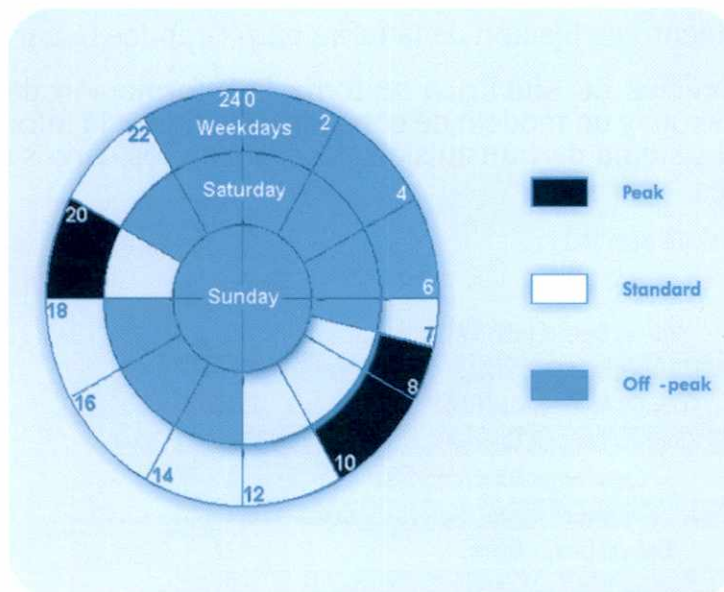 24 0
22 Weekdays 2
Saturday
20 4
Peak
Sunday 6
Standard
18 7
8
Off -peak
16
10
14 12